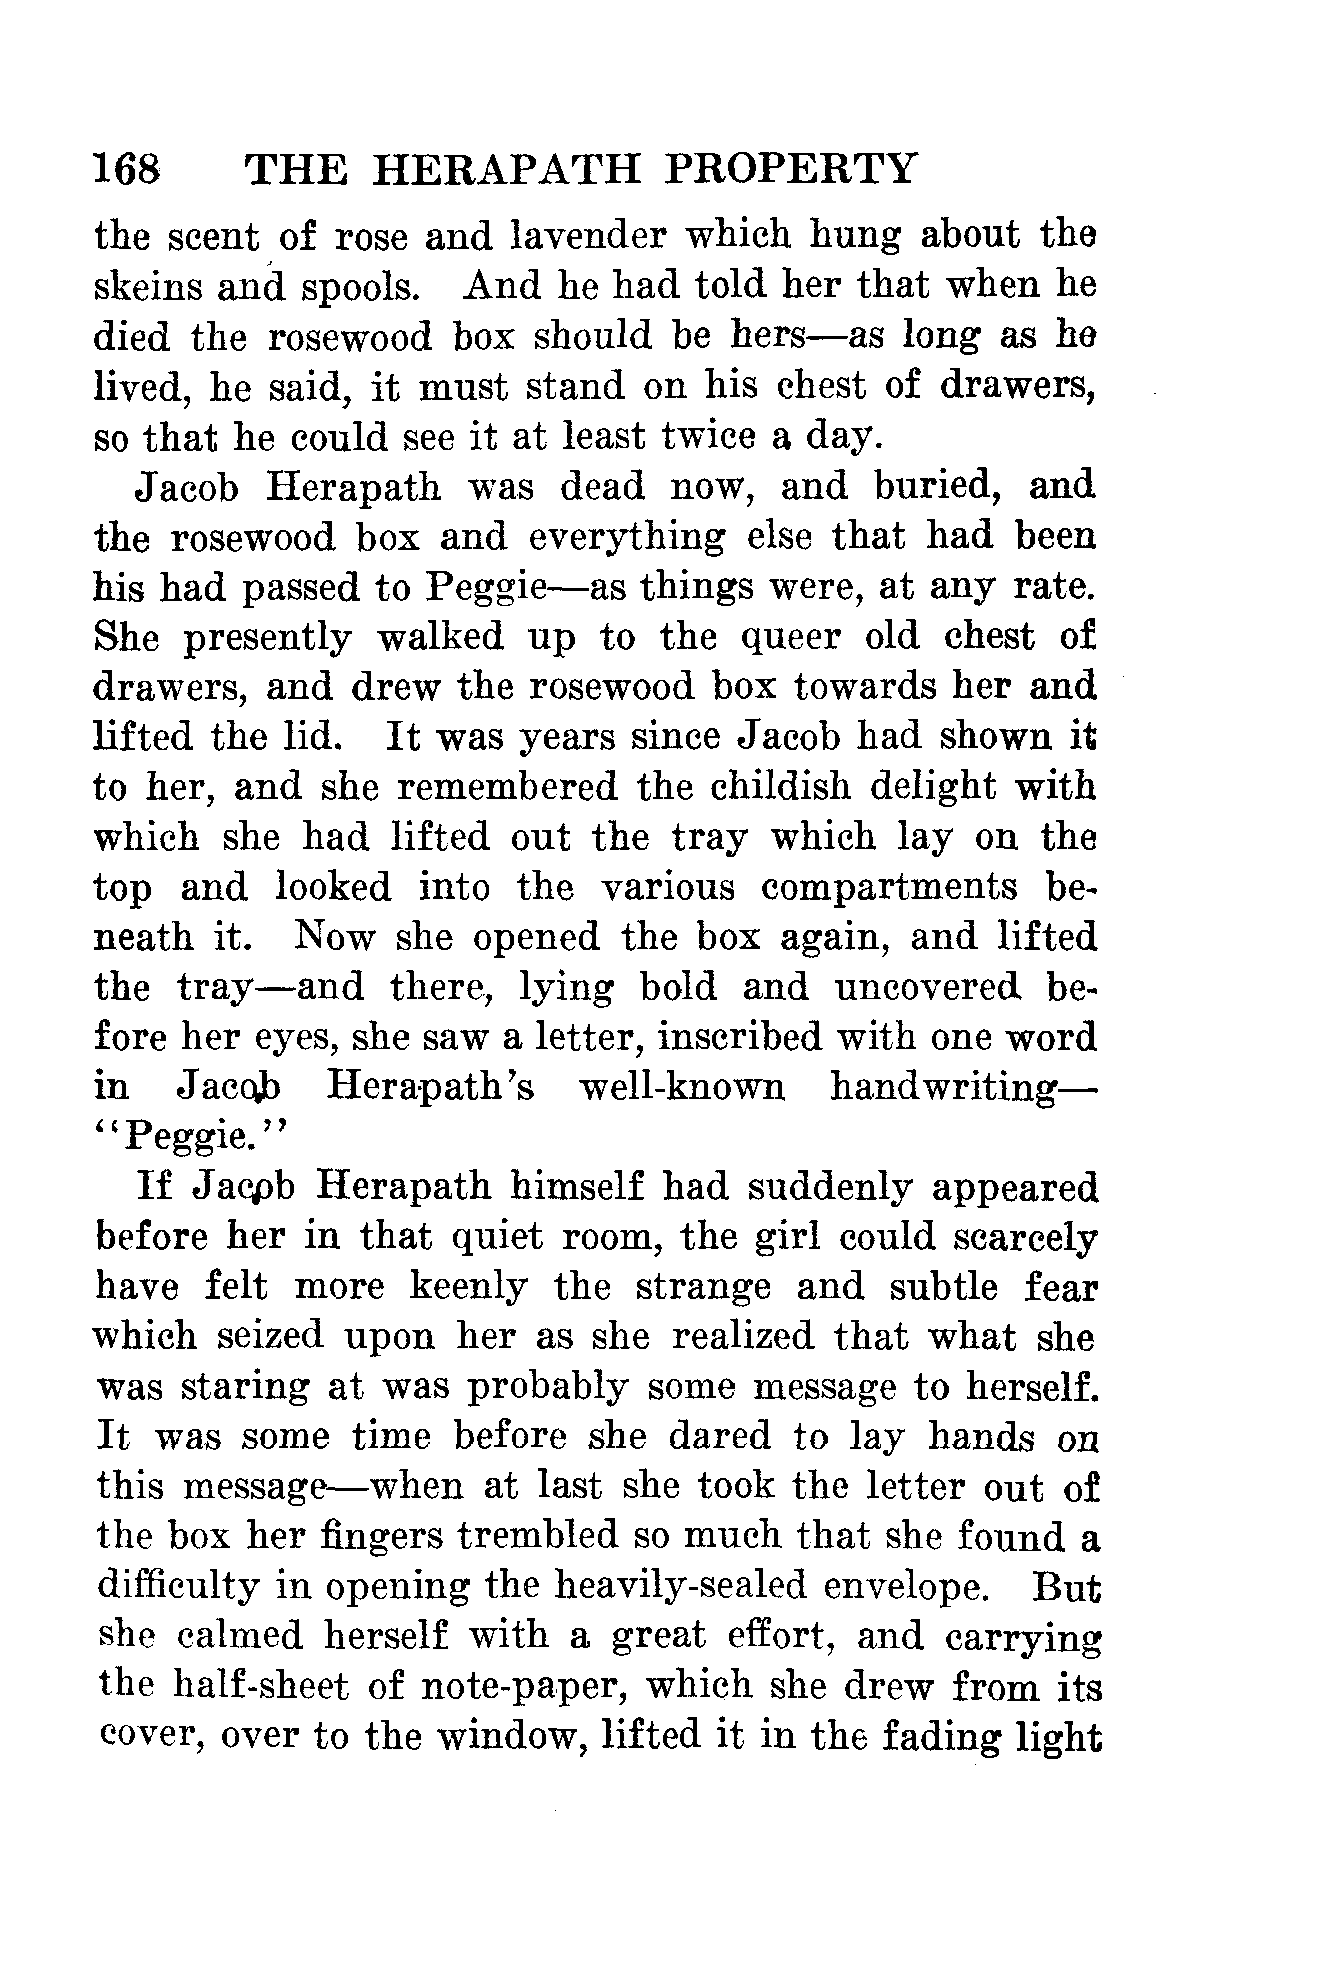 168 THE HERAPATH PROPERTY
the scent of rose and lavender which hung about the
skeins and spools. And he had told her that when he
died the rosewood box should be hers—as long as he
lived, he said, it must stand on his chest of drawers,
so that he could see it at least twice a day.
Jacob Herapath was dead now, and buried, and
the rosewood box and everything else that had been
his had passed to Peggie—as things were, at any rate.
She presently walked up to the queer old chest of
drawers, and drew the rosewood box towards her and
lifted the lid. It was years since Jacob had shown it
to her, and she remembered the childish delight with
which she had lifted out the tray which lay on the
top and looked into the various compartments be-
neath it. Now she opened the box again, and lifted
the tray—and there, lying bold and uncovered be-
fore her eyes, she saw a letter, inscribed with one word
in Jacob Herapath's well-known handwriting—
"Peggie."
If Jacob Herapath himself had suddenly appeared
before her in that quiet room, the girl could scarcely
have felt more keenly the strange and subtle fear
which seized upon her as she realized that what she
was staring at was probably some message to herself.
It was some time before she dared to lay hands on
this message—when at last she took the letter out of
the box her fingers trembled so much that she found a
difficulty in opening the heavily-sealed envelope. But
she calmed herself with a great effort, and carrying
the half-sheet of note-paper, which she drew from its
cover, over to the window, lifted it in the fading light